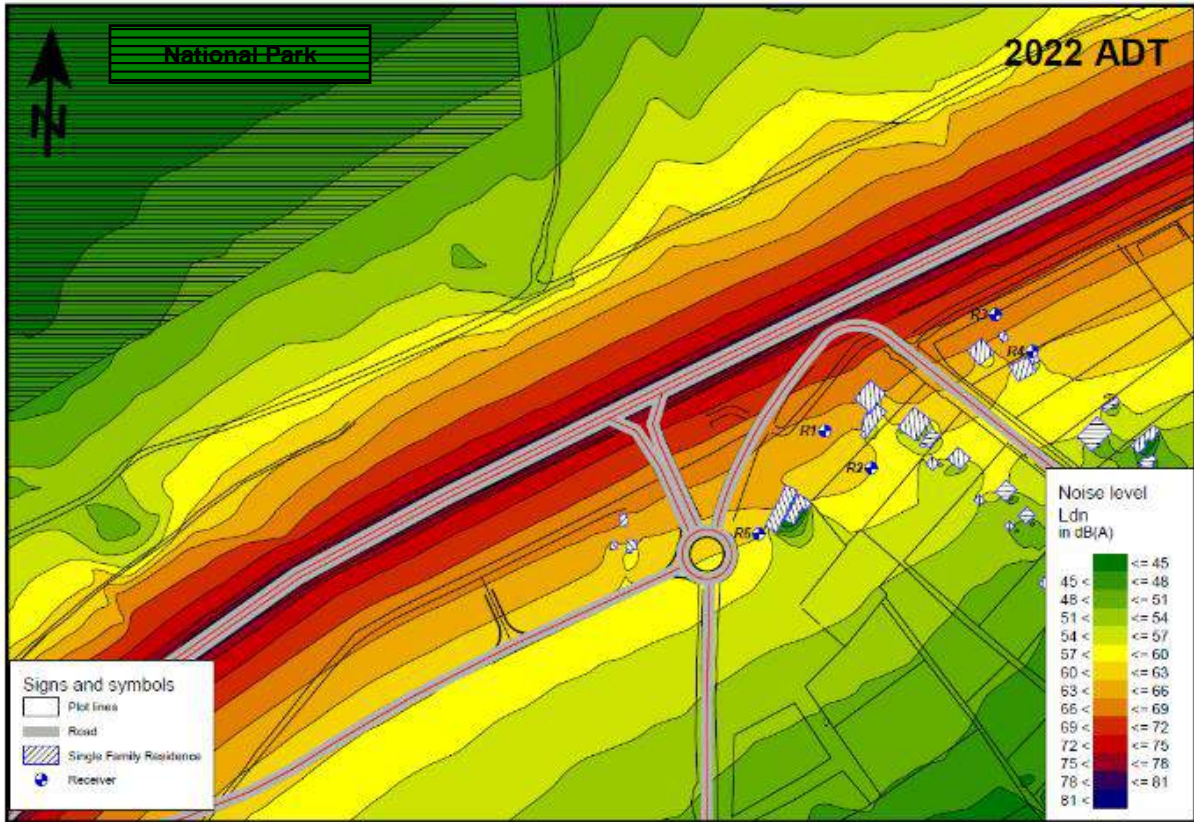 National Park
2022 ADT
N
R3
R4
R1
R2
R5
Noise level
Ldn
in dB(A)
<= 45
45 < <= 48
48 < <= 51
51 < <= 54
54 < <= 57
57 < <= 60
60 < <= 63
63 < <= 66
66 < <= 69
69 < <= 72
72 < <= 75
75 < <= 78
78 < <= 81
81 <
Signs and symbols
Plot lines
Road
Single Family Residence
Receiver